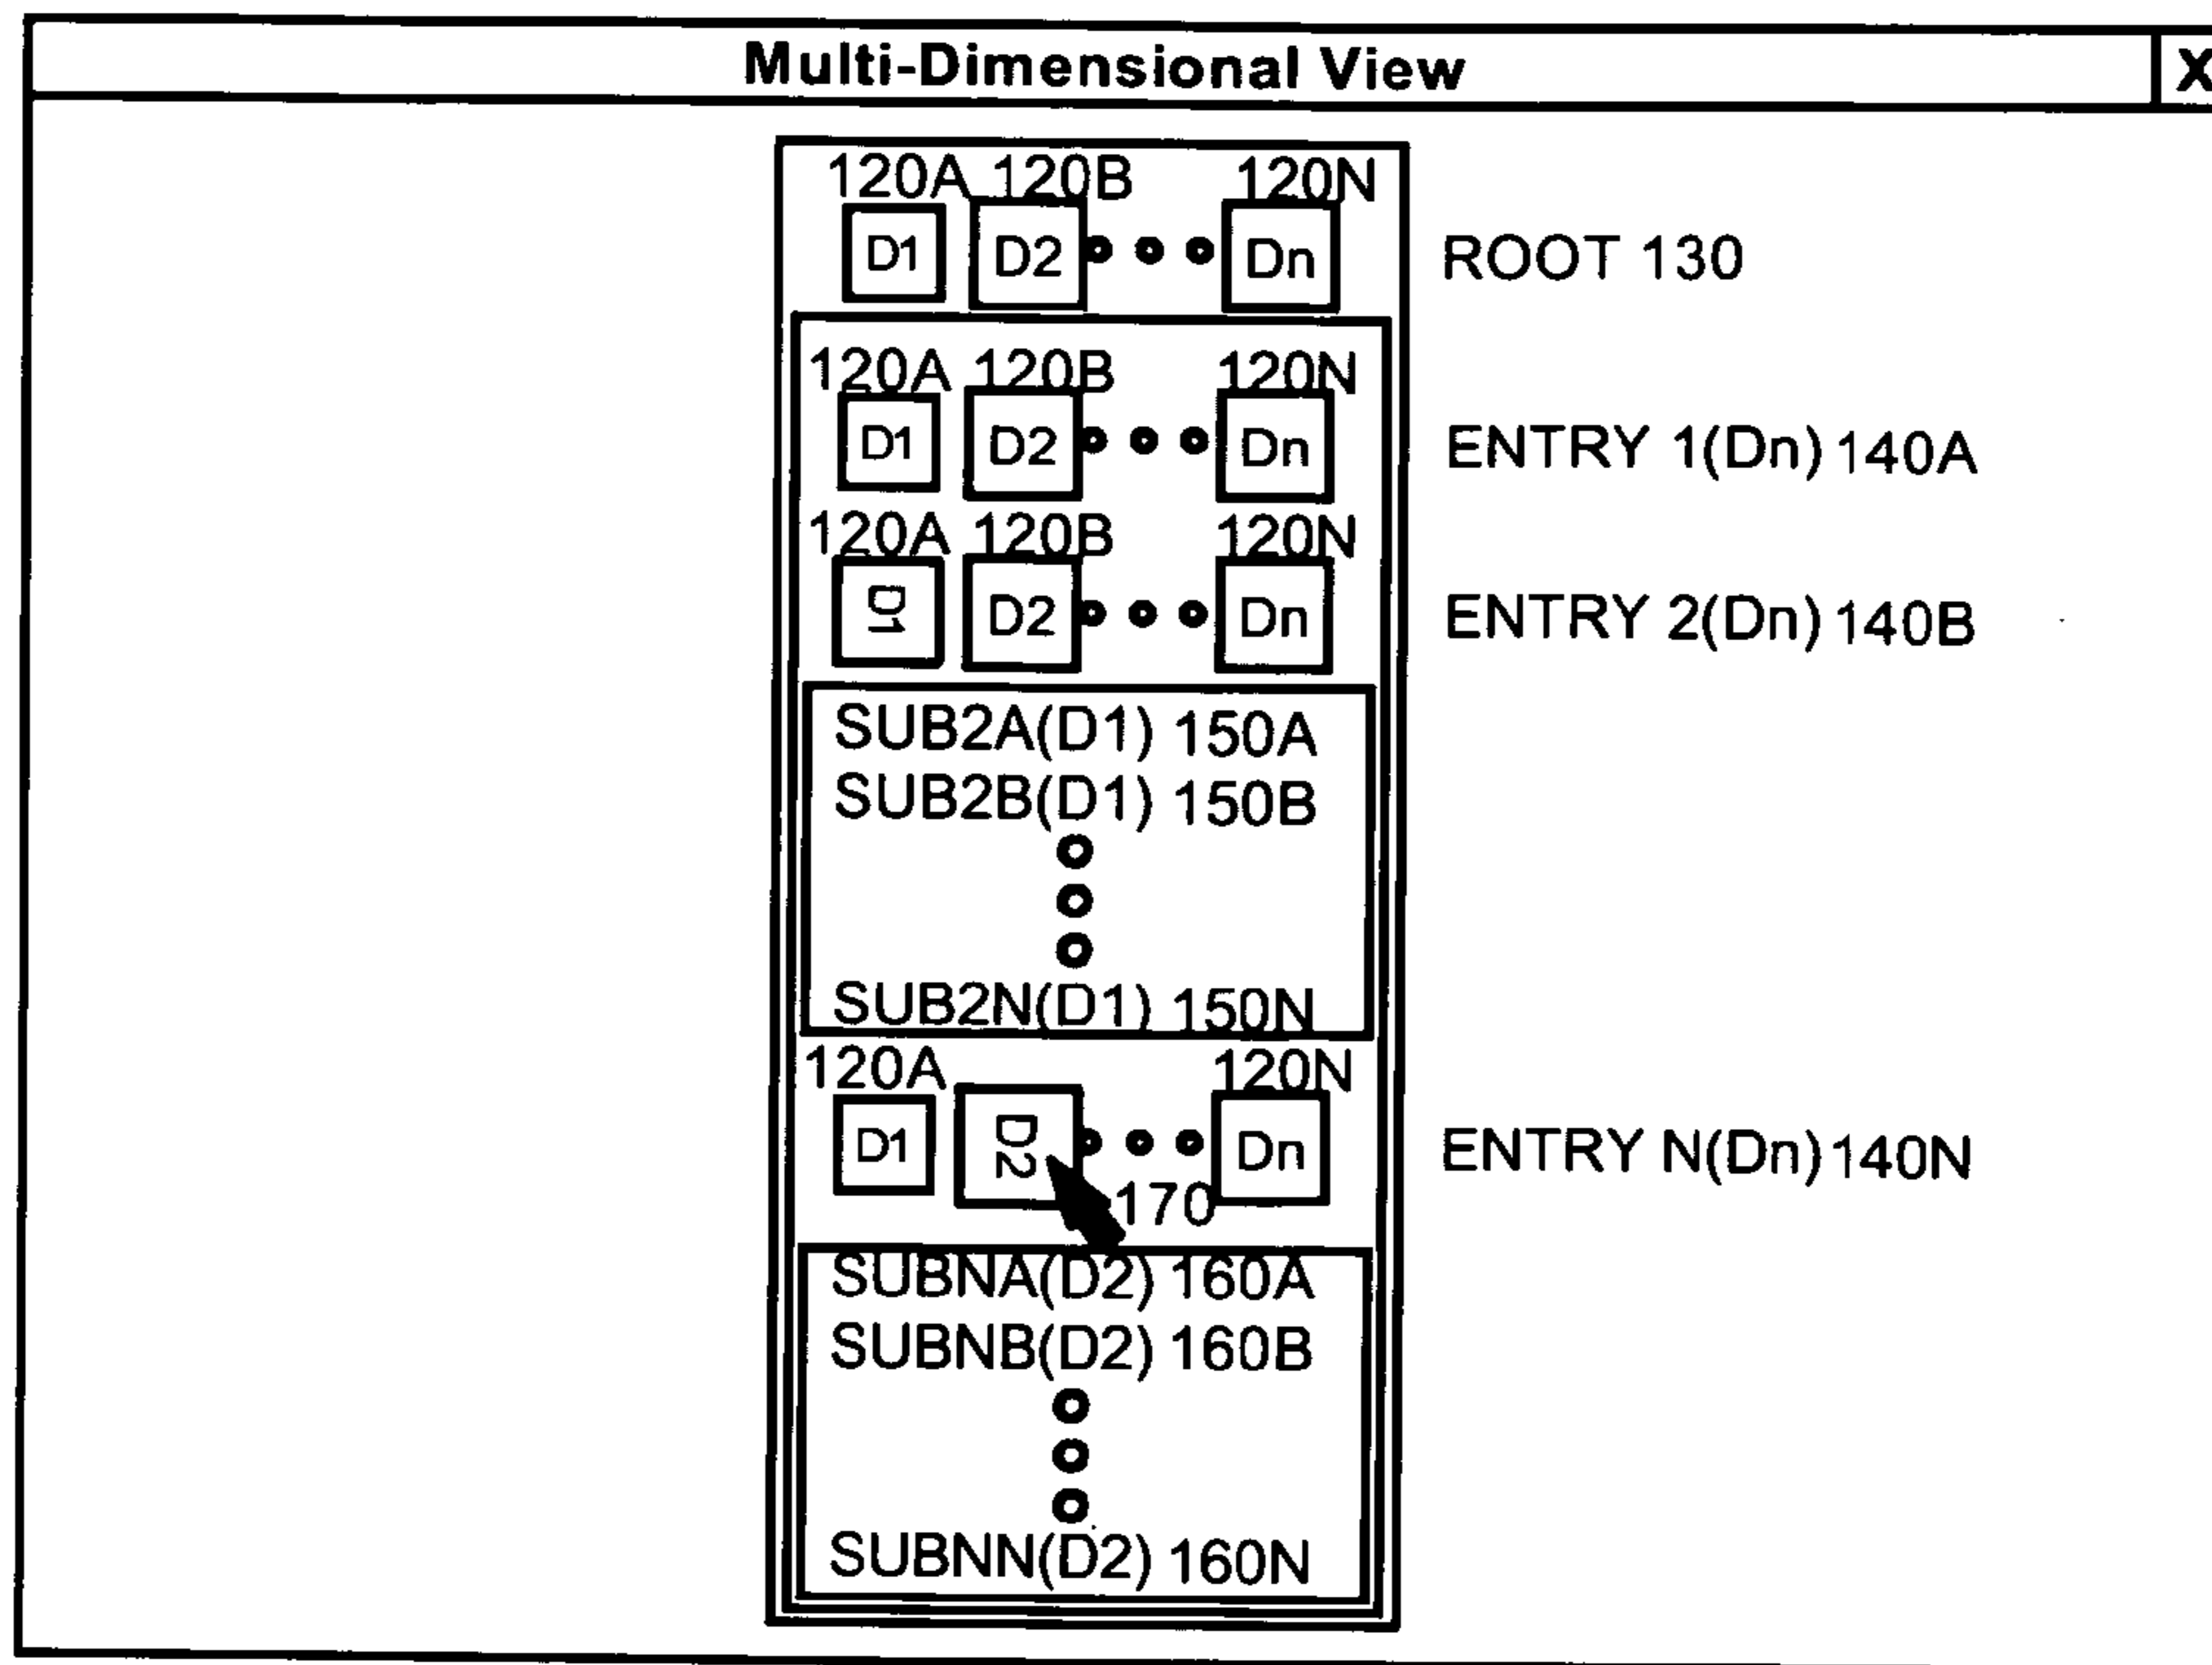 Multi-Dimensional View X
120A 120B 120N
D1 D2 Dn ROOT 130
120A 120B 120N
D1 D2 Dn ENTRY 1(Dn) 140A
120A 120B 120N
D1 D2 Dn ENTRY 2(Dn) 140B
SUB2A(D1) 150A
SUB2B(D1) 150B
SUB2N(D1) 150N
120A 120N
D1 D2 Dn ENTRY N(Dn) 140N
170
SUBNA(D2) 160A
SUBNB(D2) 160B
SUBNN(D2) 160N